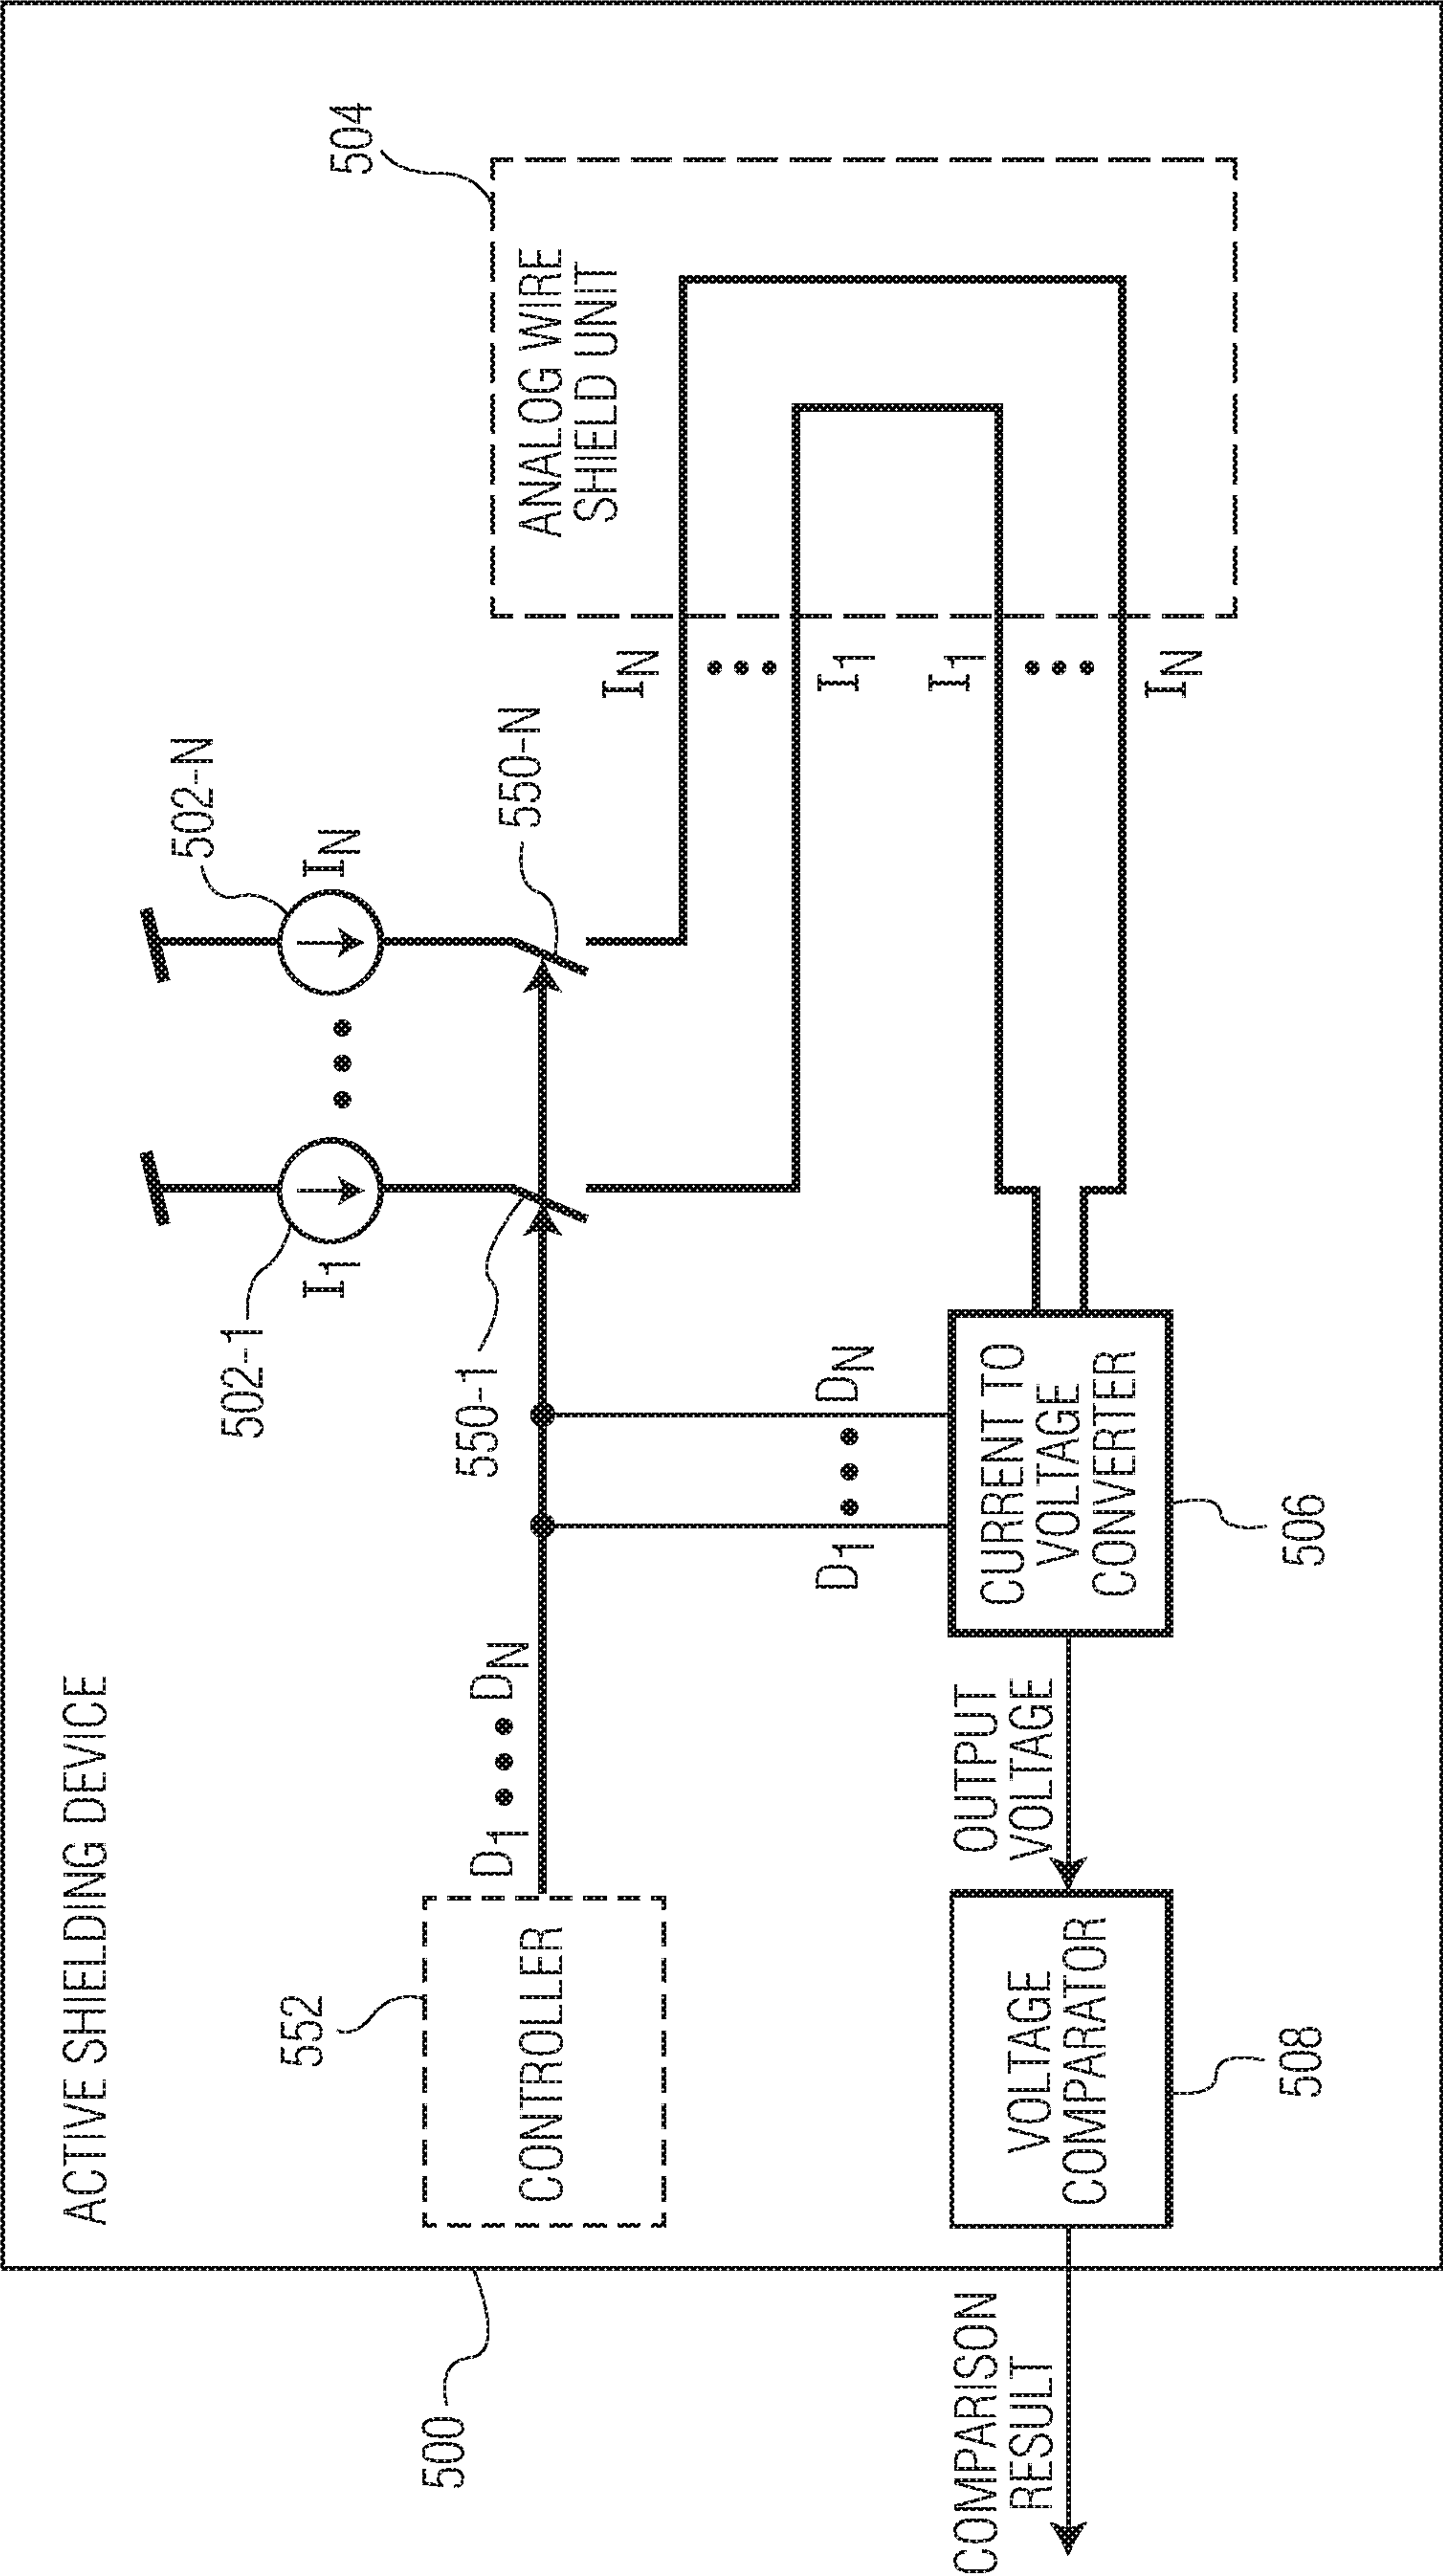 ACTIVE SHIELDING DEVICE
502-1
I1
502-N
IN
504
552
D1 ••• DN
550-1
550-N
ANALOG WIRE
SHIELD UNIT
CONTROLLER
IN
I1
I1
IN
D1 ••• DN
500
COMPARISON
RESULT
VOLTAGE
COMPARATOR
508
OUTPUT
VOLTAGE
CURRENT TO
VOLTAGE
CONVERTER
506